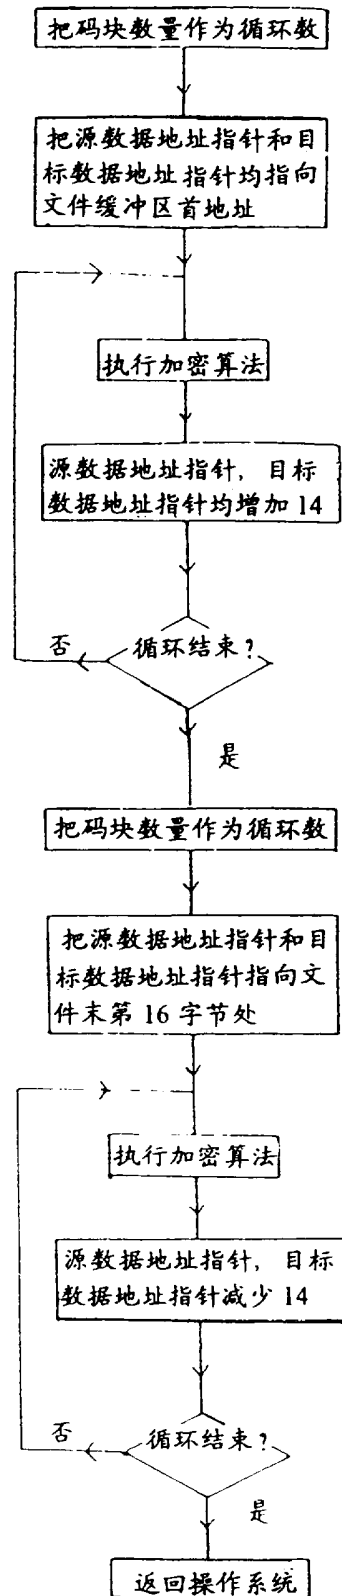 把码块数量作为循环数
把源数据地址指针和目
标数据地址指针均指向
文件缓冲区首地址
执行加密算法
源数据地址指针，目标
数据地址指针均增加 14
循环结束？
否
是
把码块数量作为循环数
把源数据地址指针和目
标数据地址指针指向文
件末第 16 字节处
执行加密算法
源数据地址指针，目标
数据地址指针减少 14
循环结束？
否
是
返回操作系统